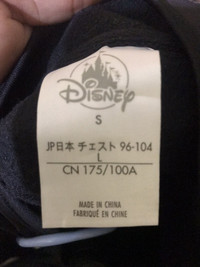 Disney
S
JP日本 チェスト 96-104
L
CN 175/100A
MADE IN CHINA
FABRIQUÉ EN CHINE